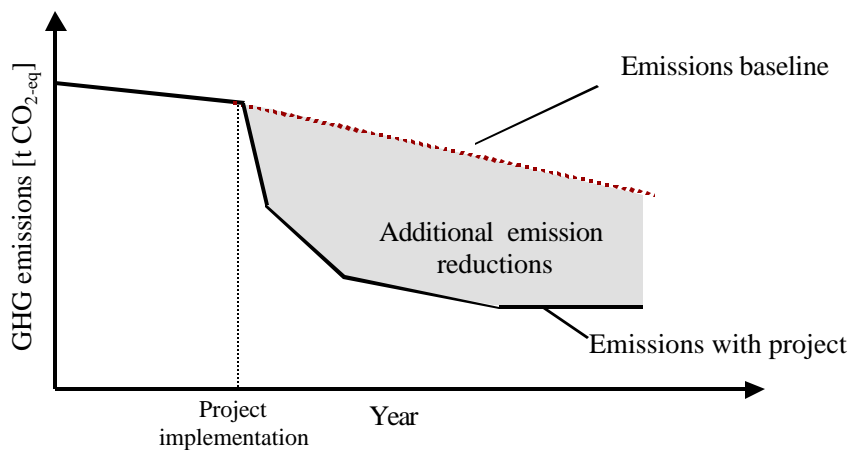 Emissions baseline
GHG emissions [t CO2-eq]
Additional emission
reductions
Emissions with project
Project
implementation
Year